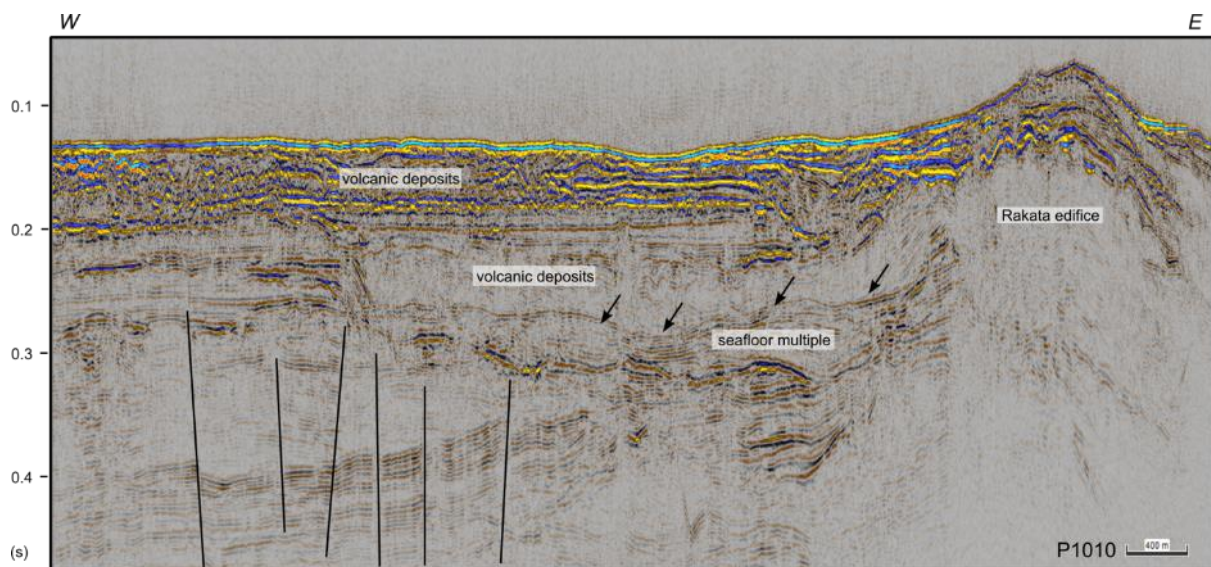 W
E
0.1
volcanic deposits
0.2
Rakata edifice
volcanic deposits
0.3
seafloor multiple
0.4
(s)
P1010
400 m